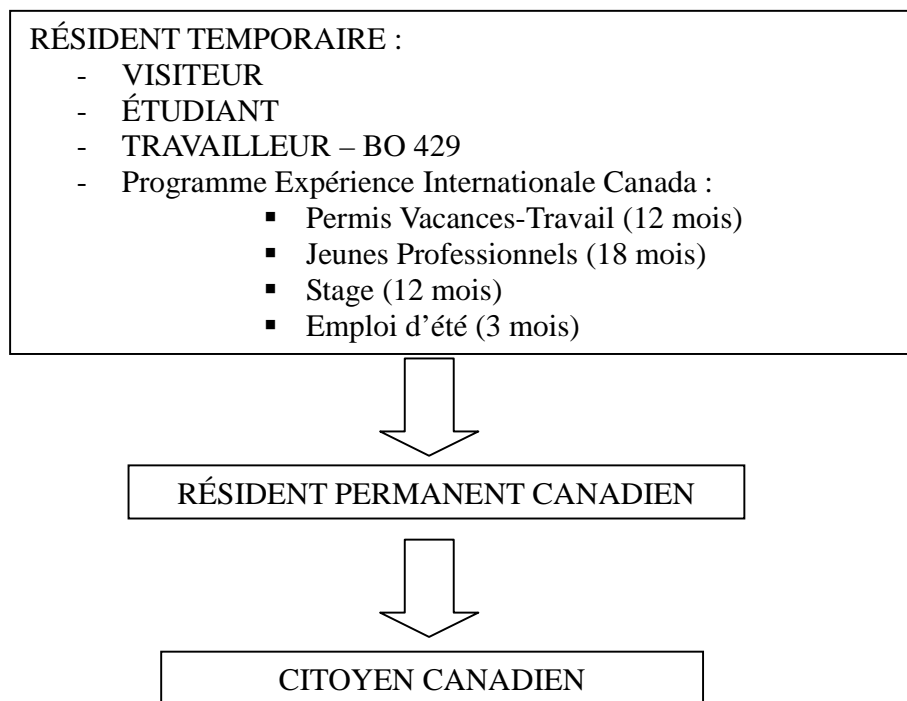 RÉSIDENT TEMPORAIRE :
- VISITEUR
- ÉTUDIANT
- TRAVAILLEUR – BO 429
- Programme Expérience Internationale Canada :
▪ Permis Vacances-Travail (12 mois)
▪ Jeunes Professionnels (18 mois)
▪ Stage (12 mois)
▪ Emploi d’été (3 mois)
RÉSIDENT PERMANENT CANADIEN
CITOYEN CANADIEN